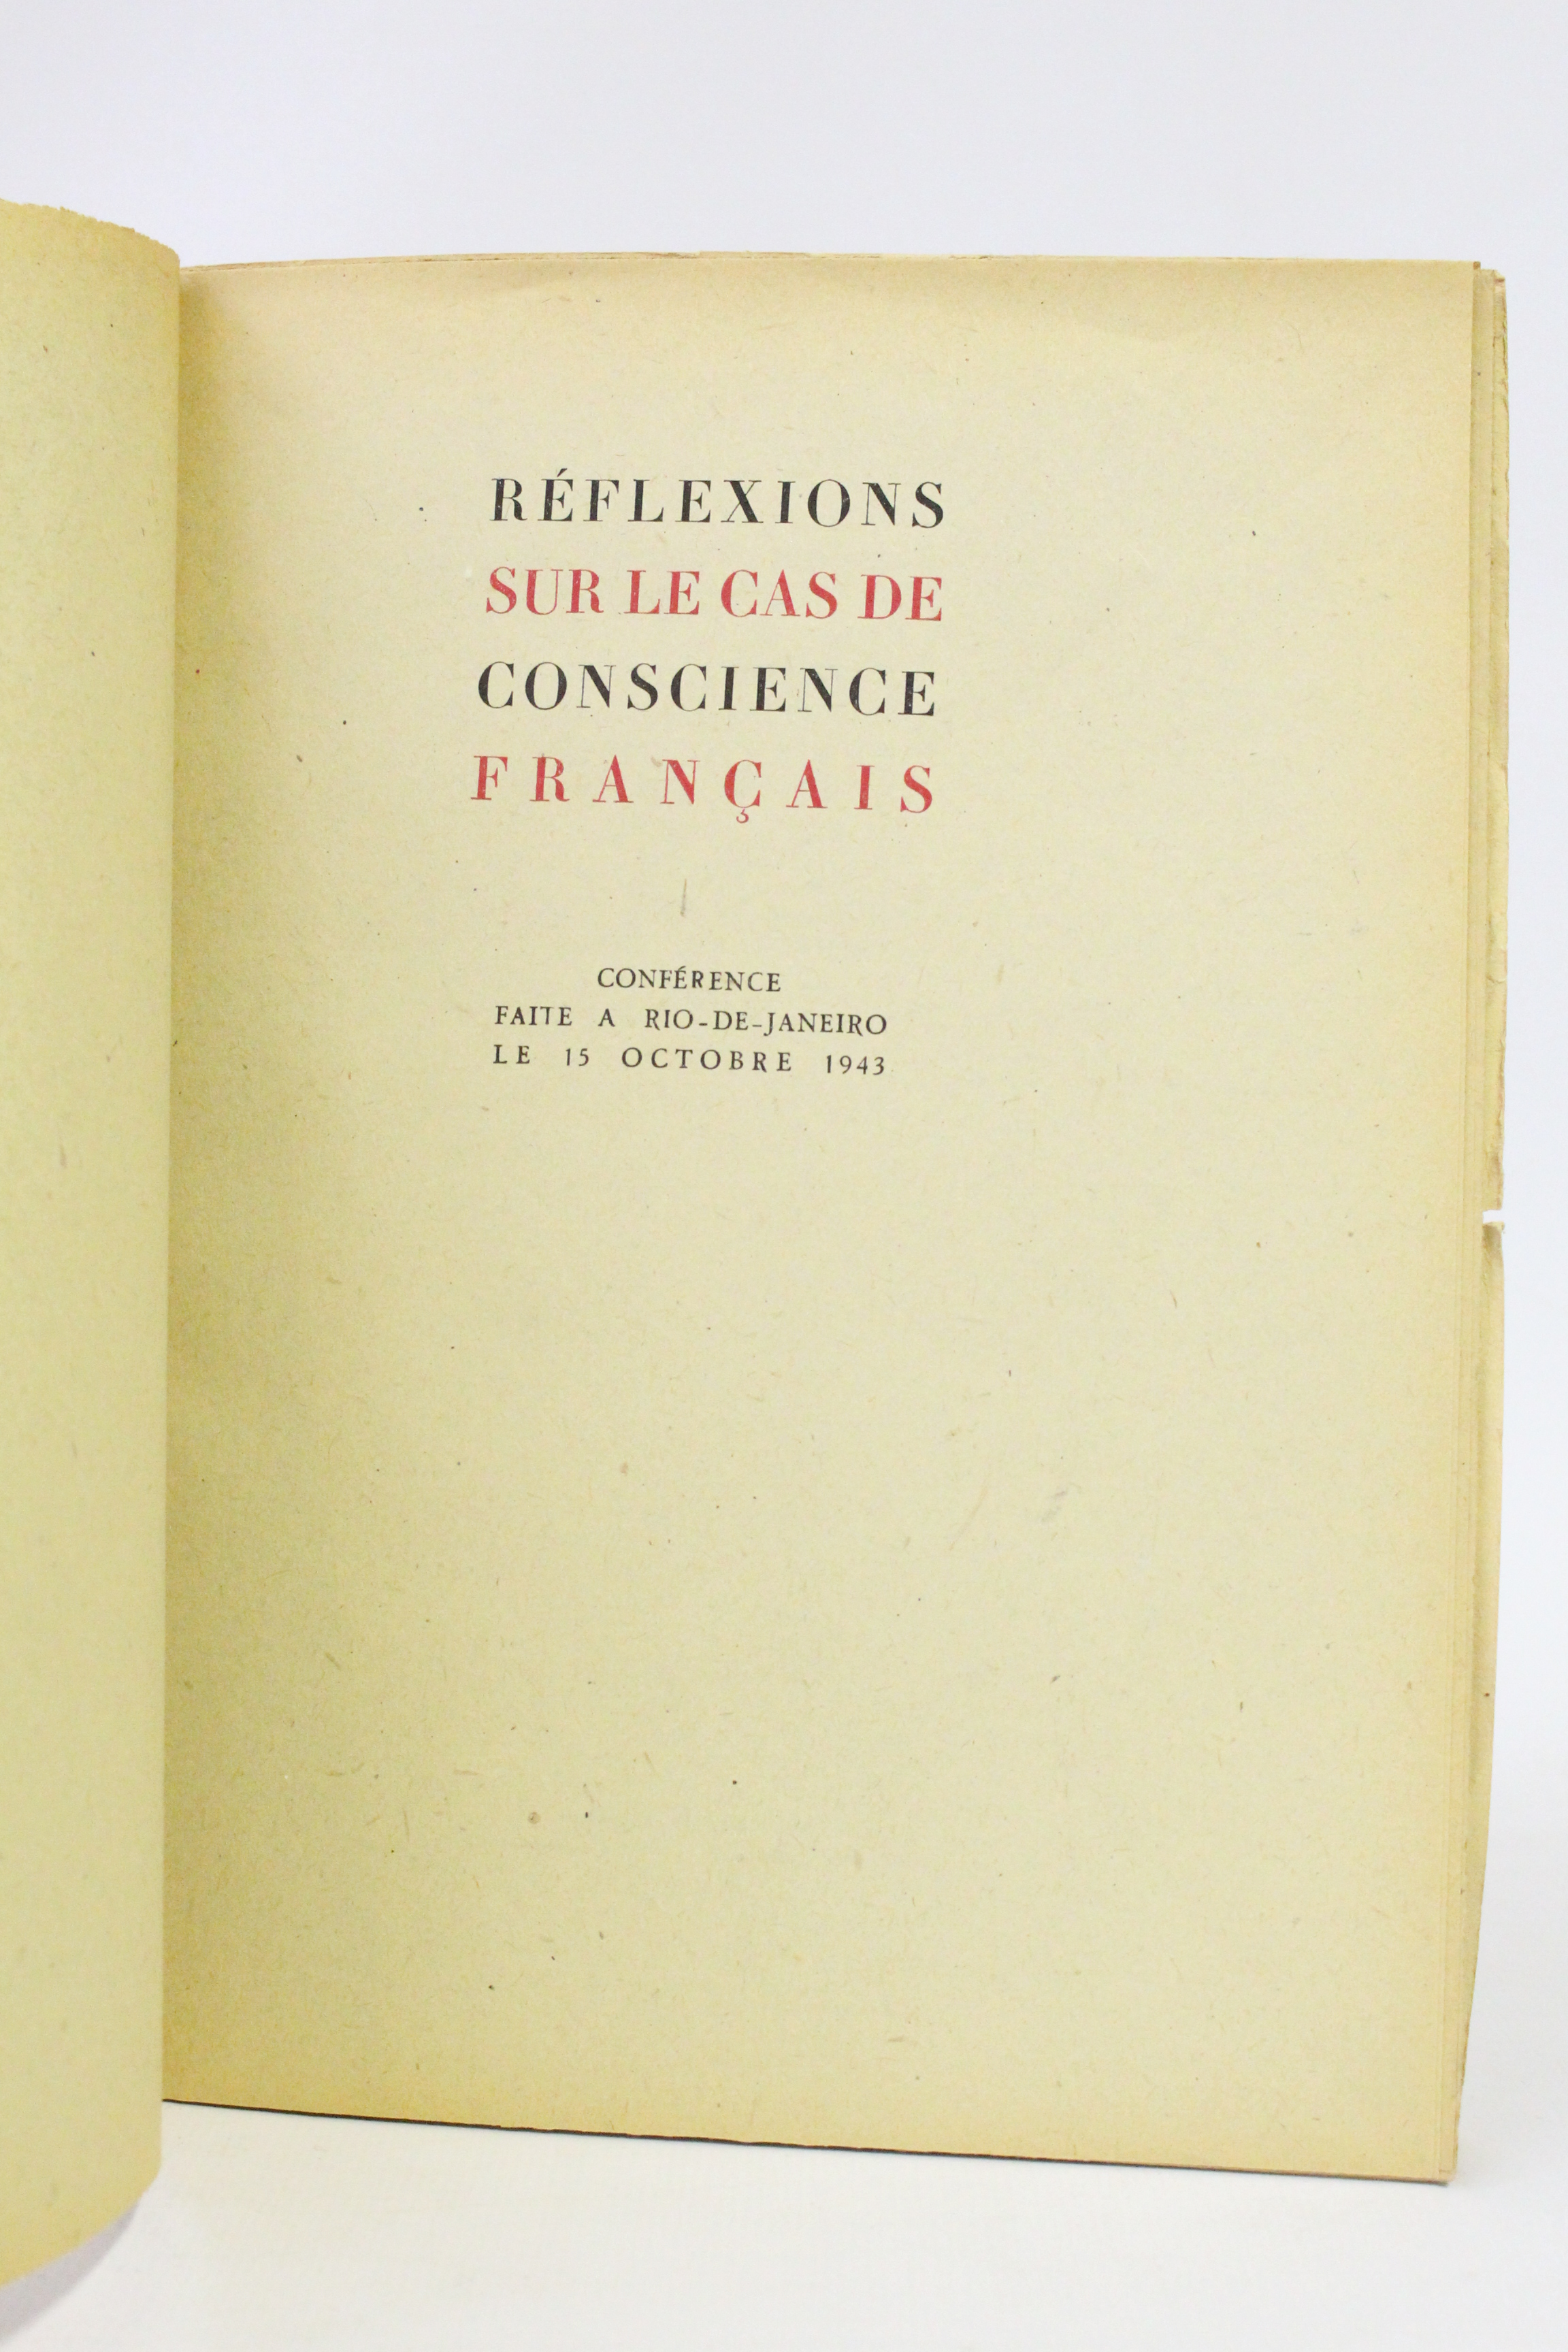 RÉFLEXIONS
SUR LE CAS DE
CONSCIENCE
FRANÇAIS
CONFÉRENCE
FAITE A RIO-DE-JANEIRO
LE 15 OCTOBRE 1943